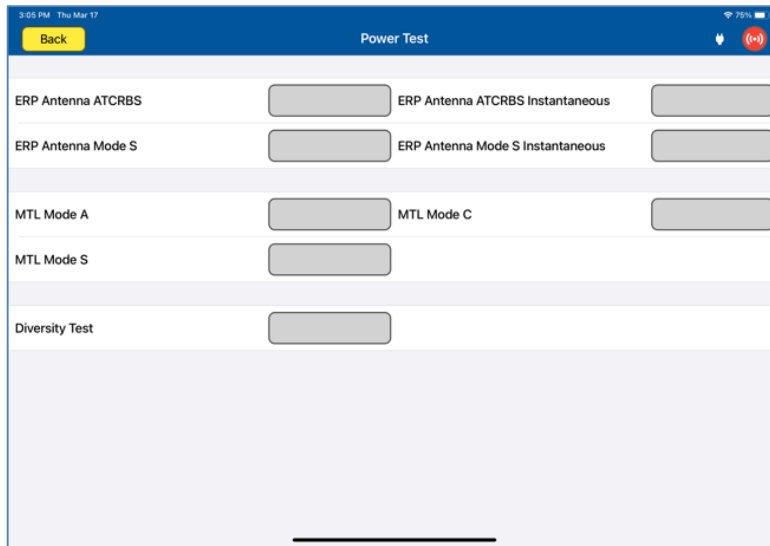 3:05 PM Thu Mar 17
75%
Back
Power Test
ERP Antenna ATCRBS
ERP Antenna ATCRBS Instantaneous
ERP Antenna Mode S
ERP Antenna Mode S Instantaneous
MTL Mode A
MTL Mode C
MTL Mode S
Diversity Test